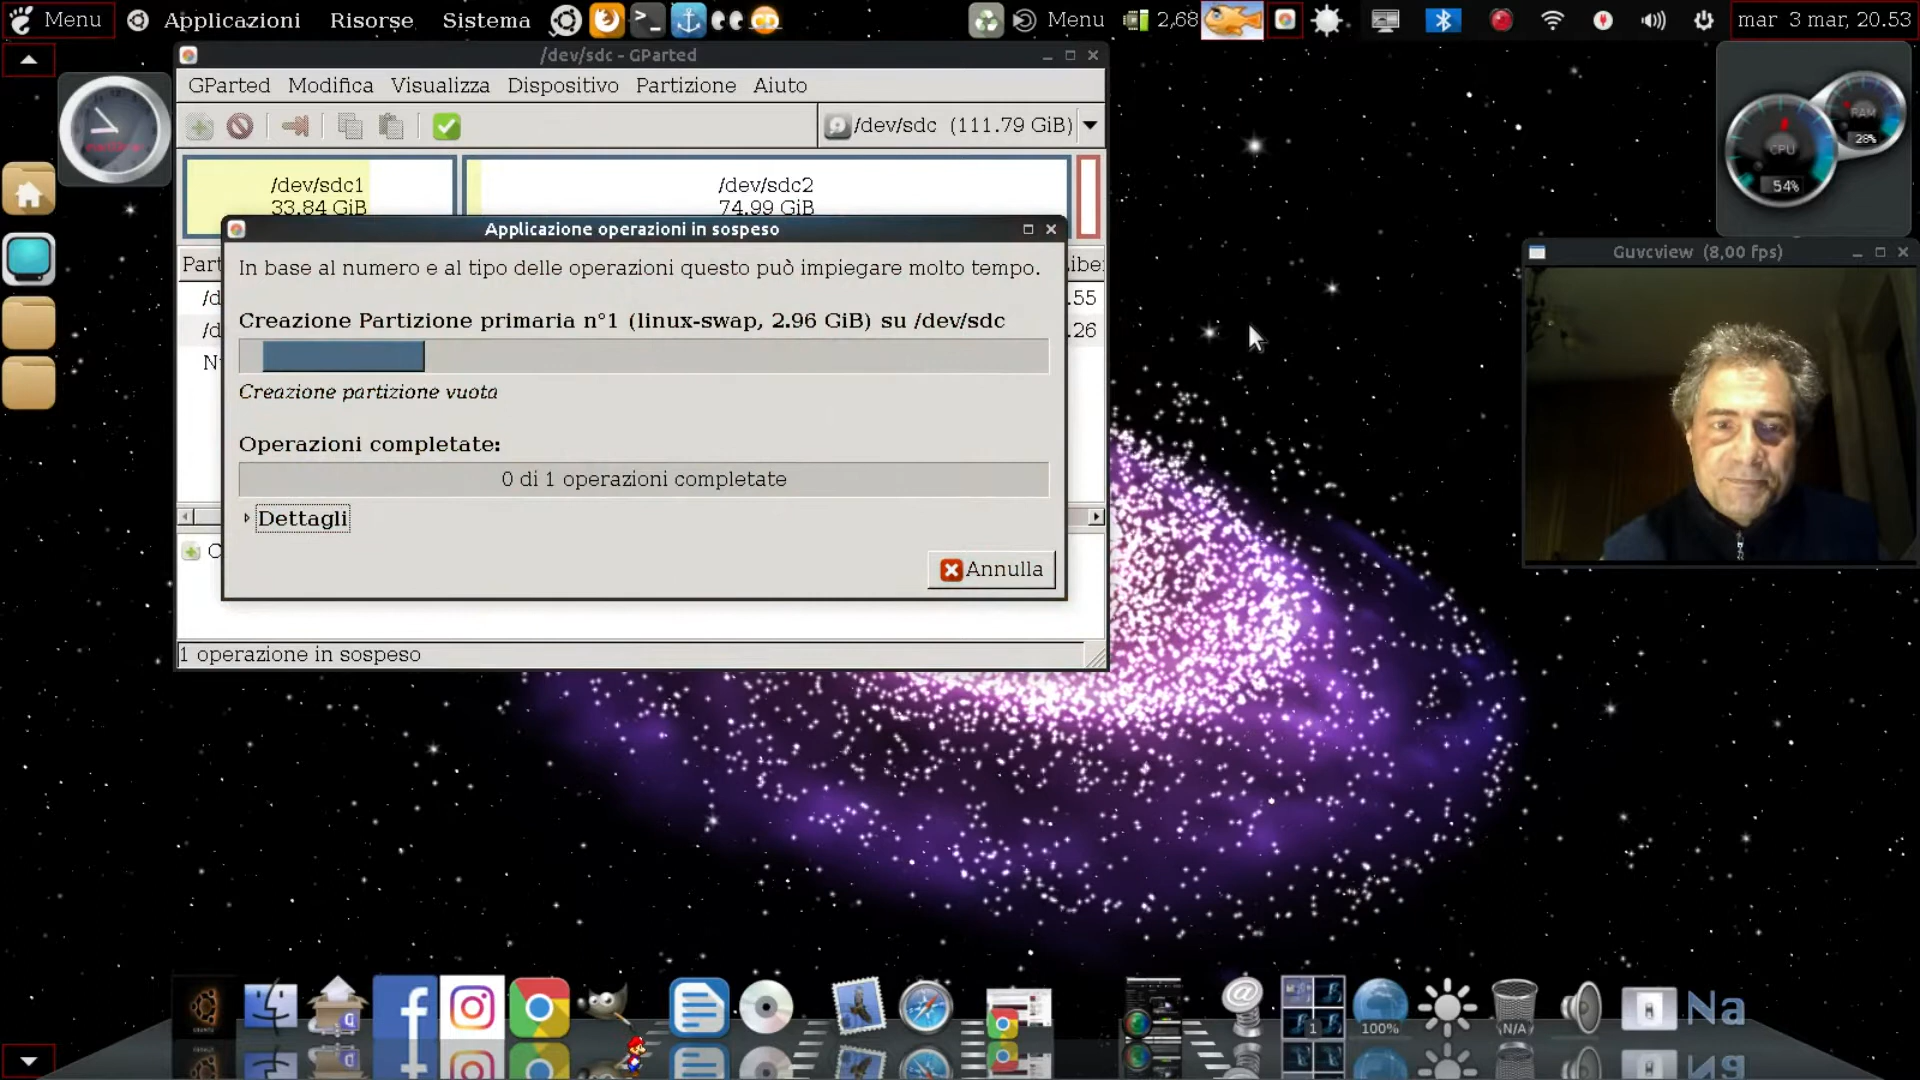 Menu Applicazioni Risorse Sistema Menu 2,68 mar 3 mar, 20.53
/dev/sdc - GParted
GParted Modifica Visualizza Dispositivo Partizione Aiuto
/dev/sdc (111.79 GiB)
/dev/sdc1
33.84 GiB
/dev/sdc2
74.99 GiB
Part
/d
.55
/d
.26
Applicazione operazioni in sospeso
In base al numero e al tipo delle operazioni questo può impiegare molto tempo.
Creazione Partizione primaria n°1 (linux-swap, 2.96 GiB) su /dev/sdc
Creazione partizione vuota
Operazioni completate:
0 di 1 operazioni completate
Dettagli
Annulla
1 operazione in sospeso
RAM
28%
CPU
54%
Guvcview (8,00 fps)
1
100%
N/A
Na